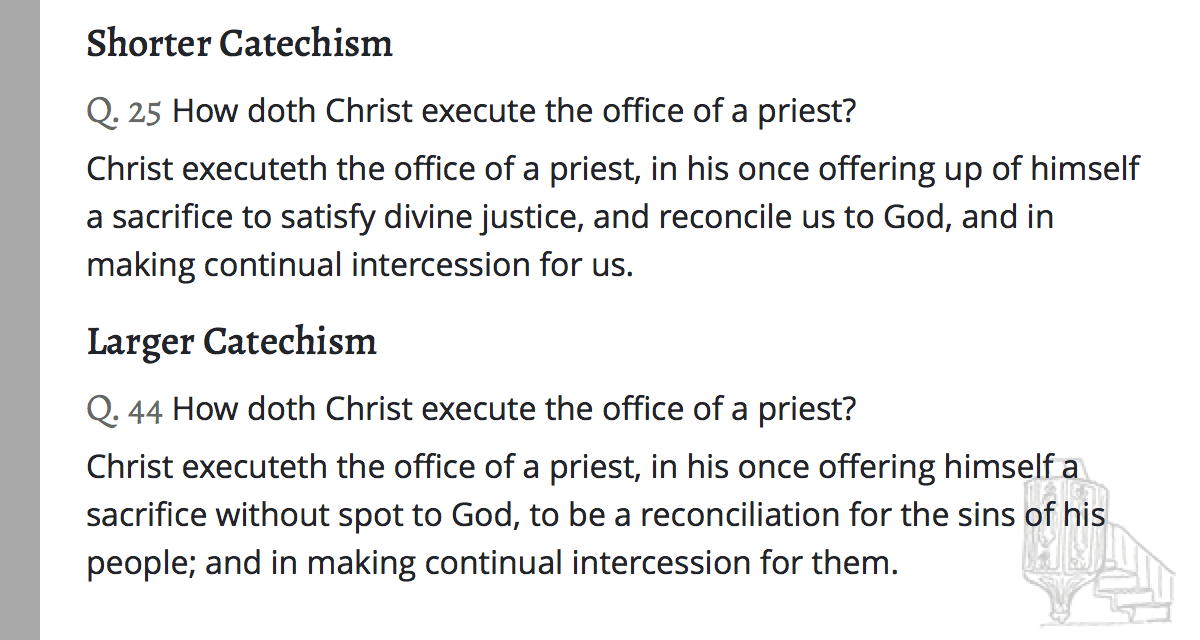 Shorter Catechism
Q. 25 How doth Christ execute the office of a priest?
Christ executeth the office of a priest, in his once offering up of himself
a sacrifice to satisfy divine justice, and reconcile us to God, and in
making continual intercession for us.
Larger Catechism
Q. 44 How doth Christ execute the office of a priest?
Christ executeth the office of a priest, in his once offering himself a
sacrifice without spot to God, to be a reconciliation for the sins of his
people; and in making continual intercession for them.